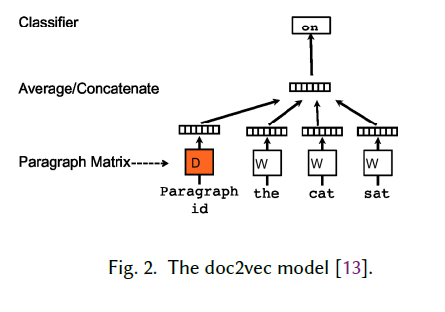 Classifier
on
Average/Concatenate
Paragraph Matrix----->
D
W
W
W
Paragraph
id
the
cat
sat
Fig. 2. The doc2vec model [13].